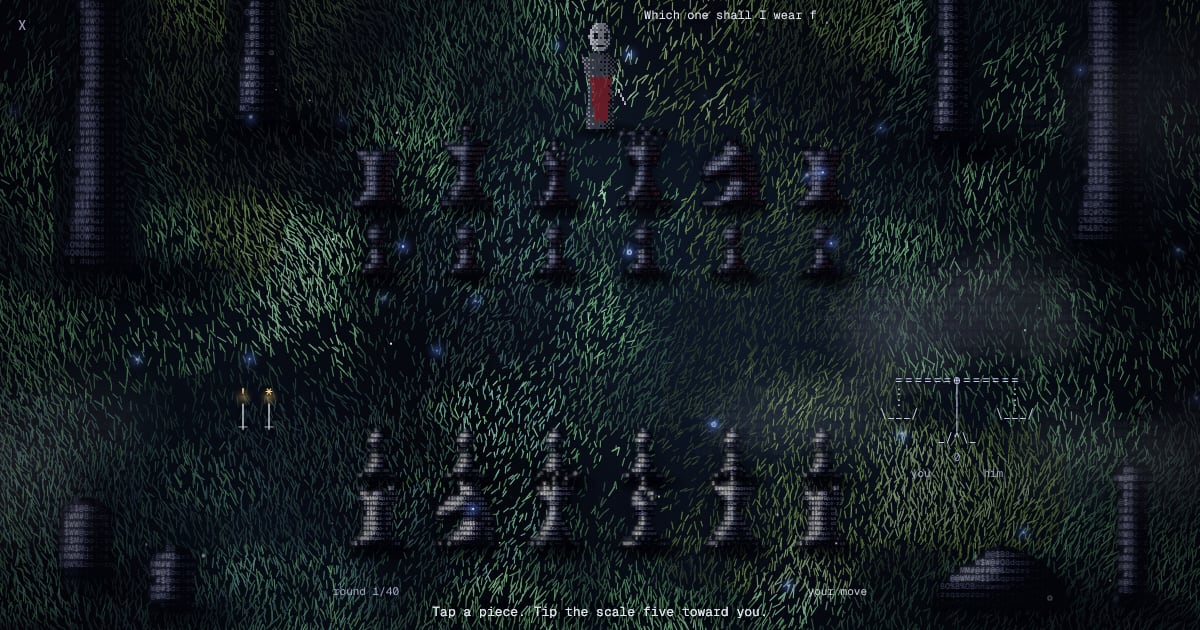 X
Which one shall I wear f
0
you him
round 1/40
your move
Tap a piece. Tip the scale five toward you.